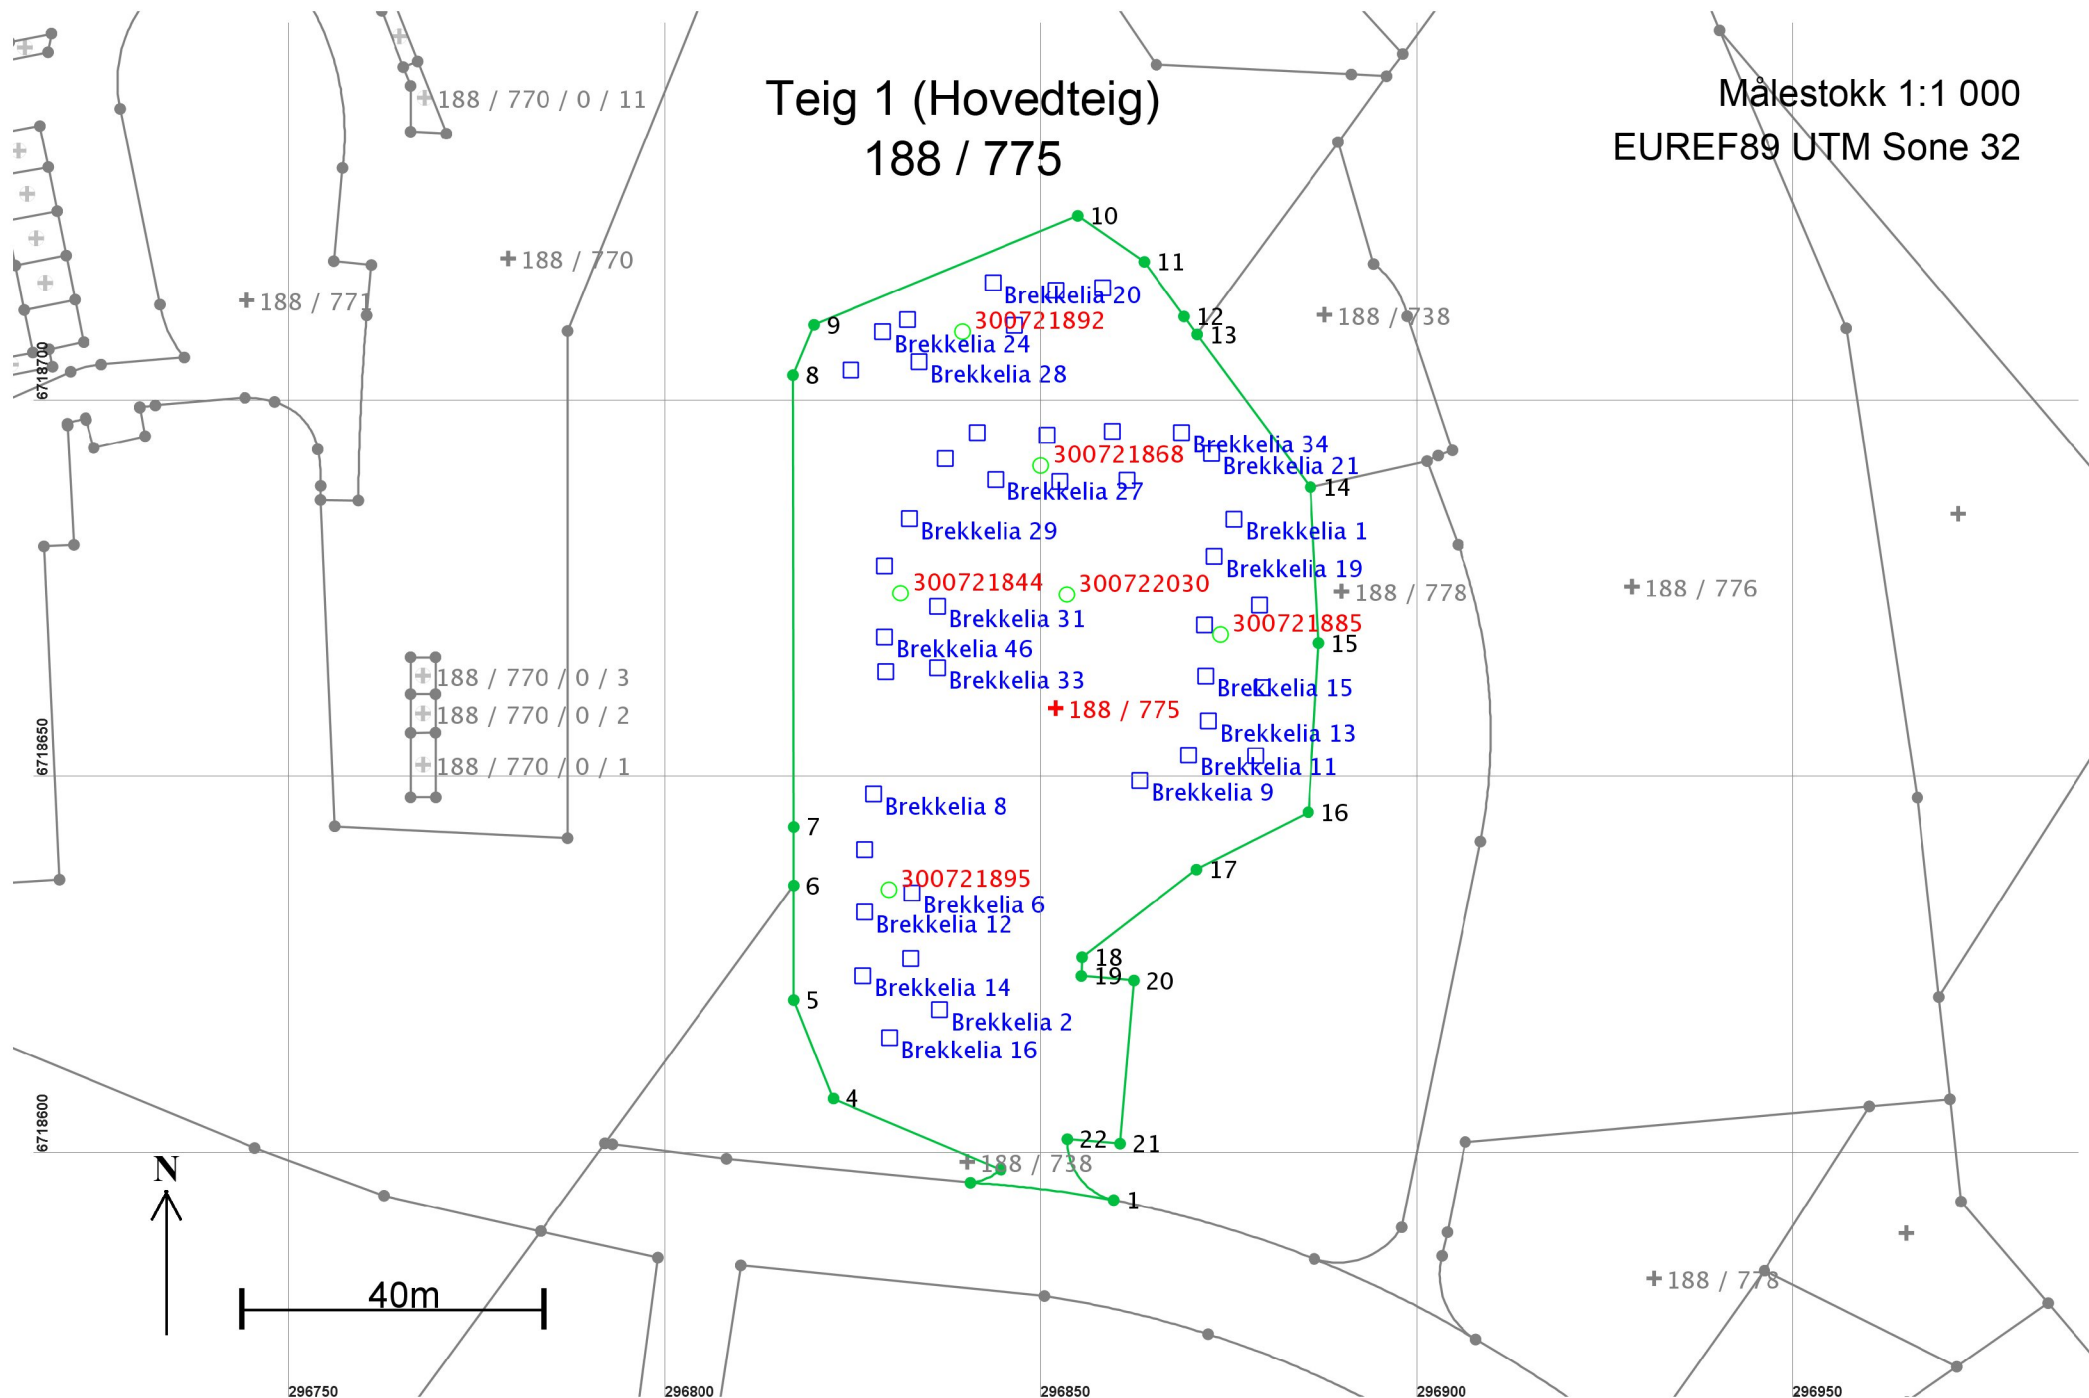 Teig 1 (Hovedteig)
188 / 775
Målestokk 1:1 000
EUREF89 UTM Sone 32
188 / 770 / 0 / 11
188 / 770
188 / 771
188 / 738
10
11
12
13
9
8
Brekkelia 20
300721892
Brekkelia 24
Brekkelia 28
6718700
Brekkelia 34
300721868
Brekkelia 21
Brekkelia 27
14
Brekkelia 29
Brekkelia 1
Brekkelia 19
300721844
300722030
188 / 778
188 / 776
Brekkelia 31
300721885
15
Brekkelia 46
Brekkelia 33
Brekkelia 15
188 / 770 / 0 / 3
188 / 770 / 0 / 2
188 / 770 / 0 / 1
188 / 775
Brekkelia 13
6718650
Brekkelia 11
Brekkelia 9
Brekkelia 8
16
7
17
6
300721895
Brekkelia 6
Brekkelia 12
18
19
20
Brekkelia 14
5
Brekkelia 2
Brekkelia 16
4
6718600
22
21
188 / 738
1
N
40m
188 / 778
296750
296800
296850
296900
296950